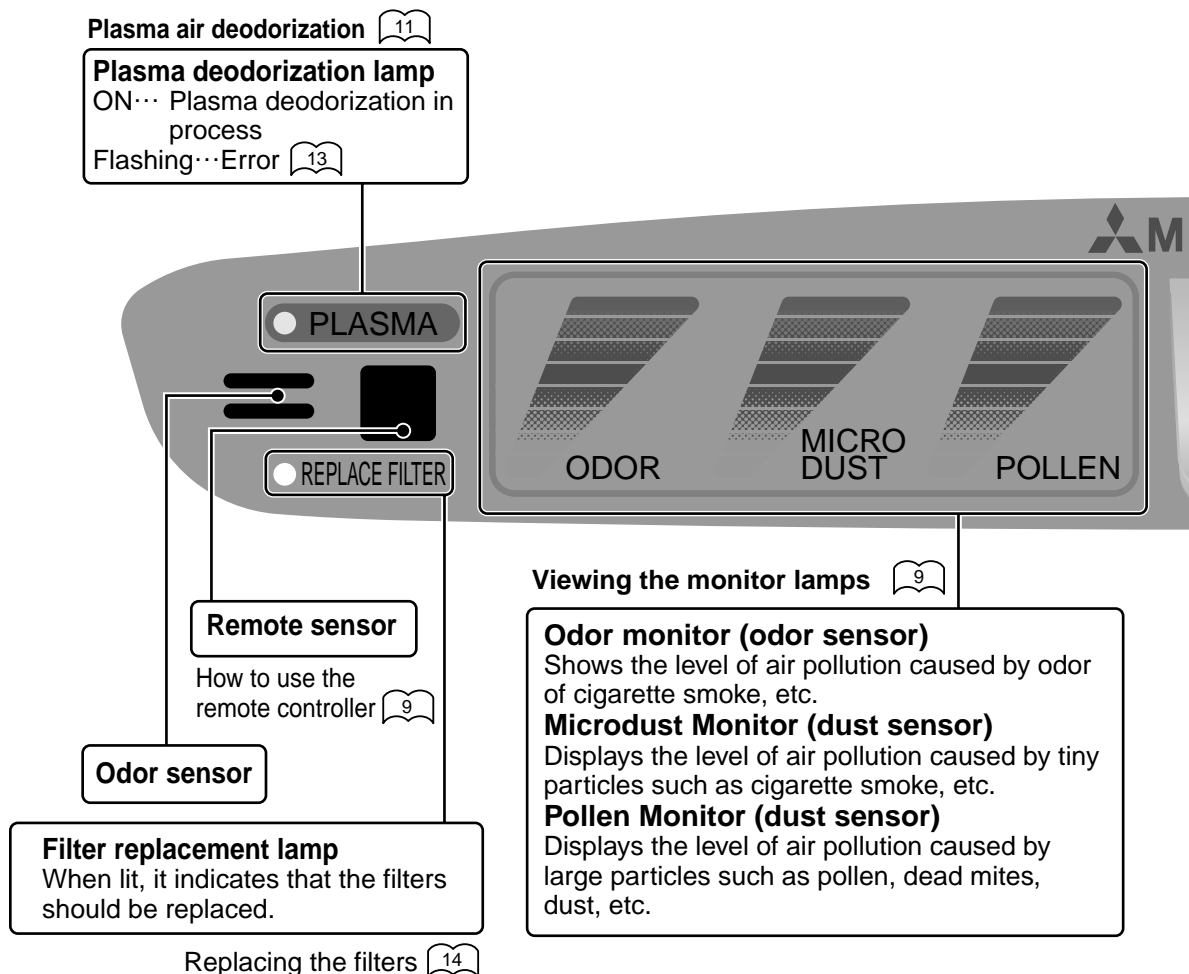 Plasma air deodorization 11
Plasma deodorization lamp
ON··· Plasma deodorization in
process
Flashing···Error 13
M
PLASMA
REPLACE FILTER
ODOR
MICRO
DUST
POLLEN
Viewing the monitor lamps 9
Remote sensor
How to use the
remote controller 9
Odor sensor
Filter replacement lamp
When lit, it indicates that the filters
should be replaced.
Replacing the filters 14
Odor monitor (odor sensor)
Shows the level of air pollution caused by odor
of cigarette smoke, etc.
Microdust Monitor (dust sensor)
Displays the level of air pollution caused by tiny
particles such as cigarette smoke, etc.
Pollen Monitor (dust sensor)
Displays the level of air pollution caused by
large particles such as pollen, dead mites,
dust, etc.